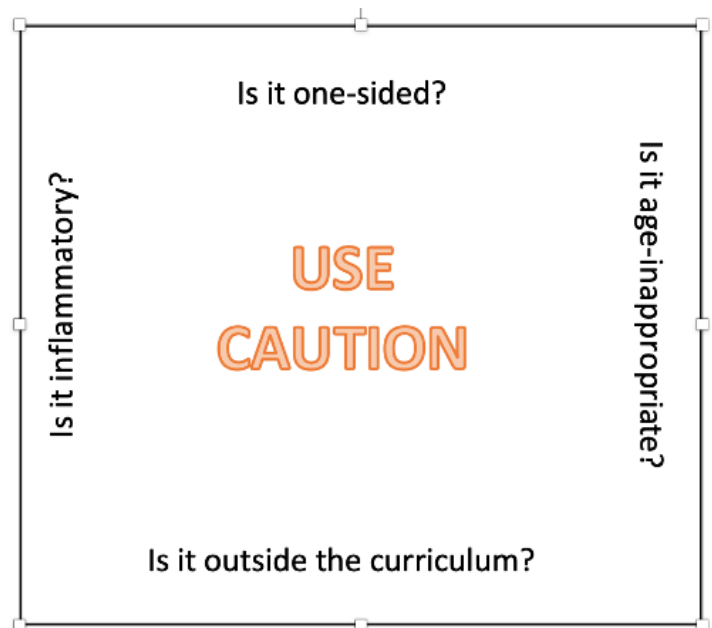 Is it one-sided?
Is it inflammatory?
USE
CAUTION
Is it age-inappropriate?
Is it outside the curriculum?